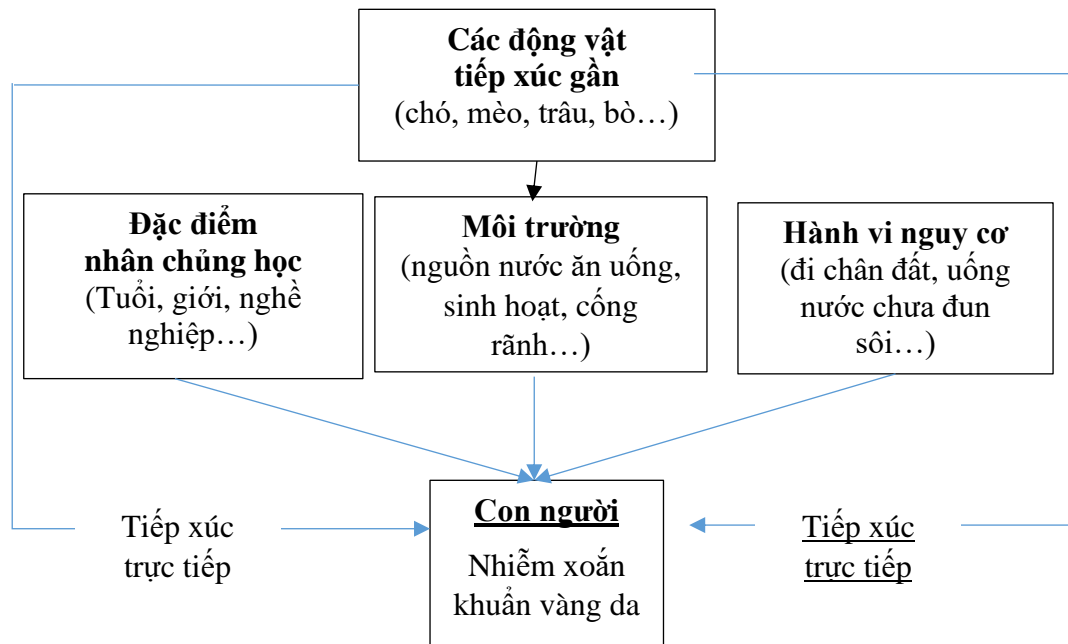 Các động vật
tiếp xúc gần
(chó, mèo, trâu, bò…)
Đặc điểm
nhân chủng học
(Tuổi, giới, nghề
nghiệp…)
Môi trường
(nguồn nước ăn uống,
sinh hoạt, cống
rãnh…)
Hành vi nguy cơ
(đi chân đất, uống
nước chưa đun
sôi…)
Tiếp xúc
trực tiếp
Con người
Nhiễm xoắn
khuẩn vàng da
Tiếp xúc
trực tiếp